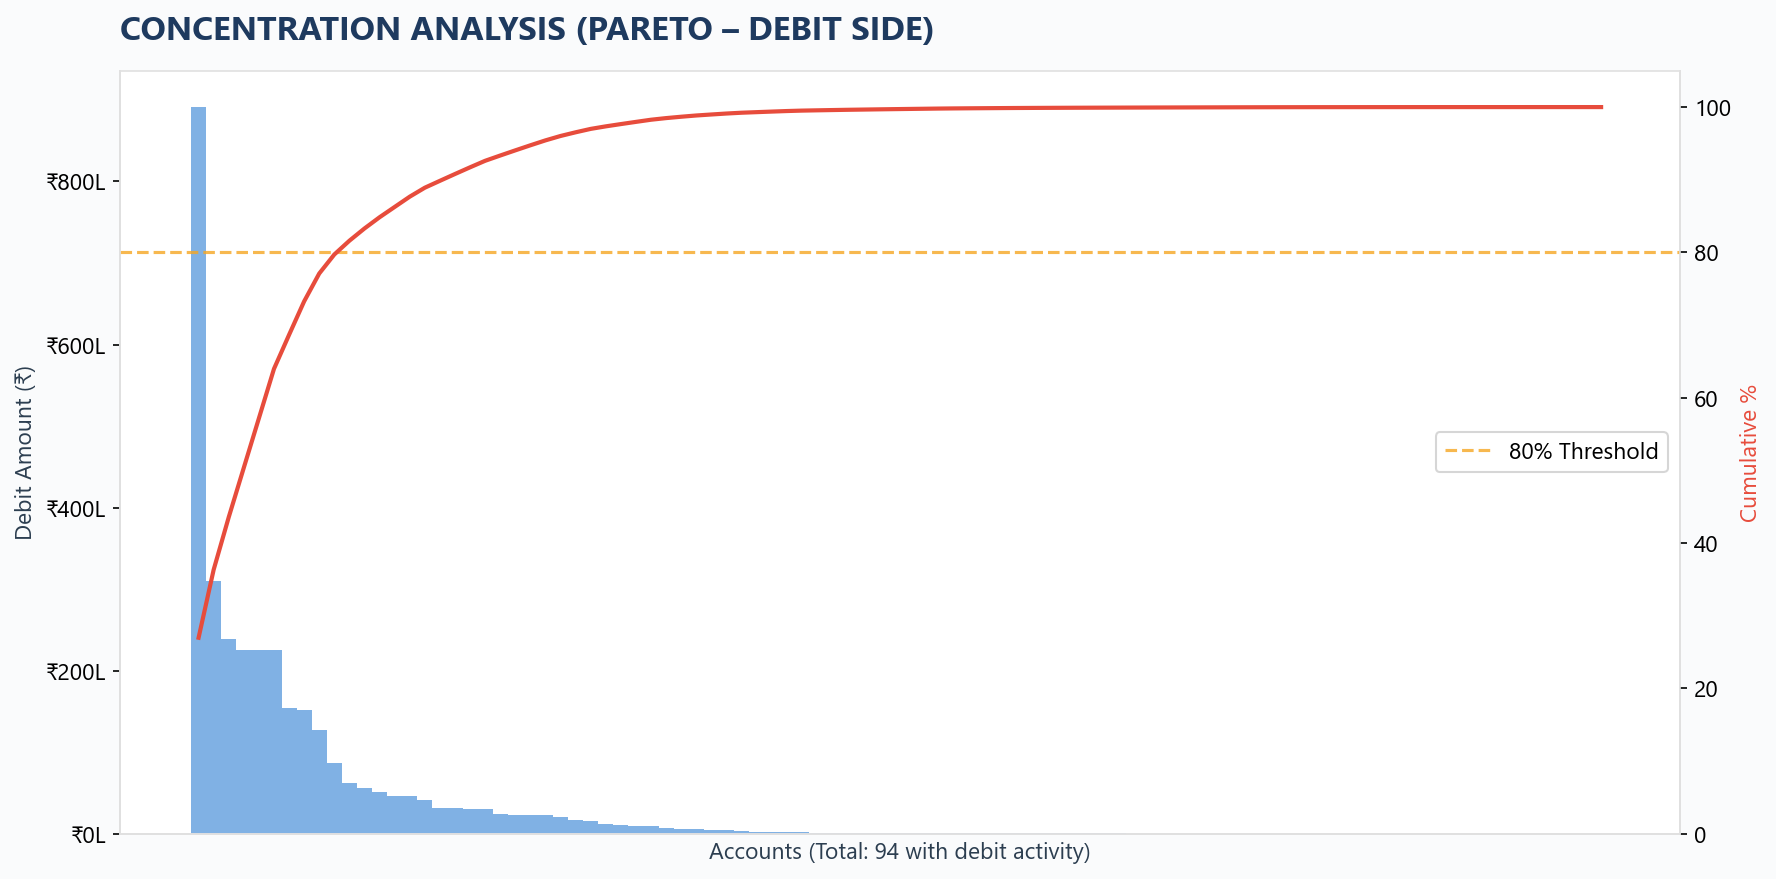 CONCENTRATION ANALYSIS (PARETO – DEBIT SIDE)
Debit Amount (₹)
₹800L
₹600L
₹400L
₹200L
₹0L
100
80
60
40
20
0
Cumulative %
80% Threshold
Accounts (Total: 94 with debit activity)